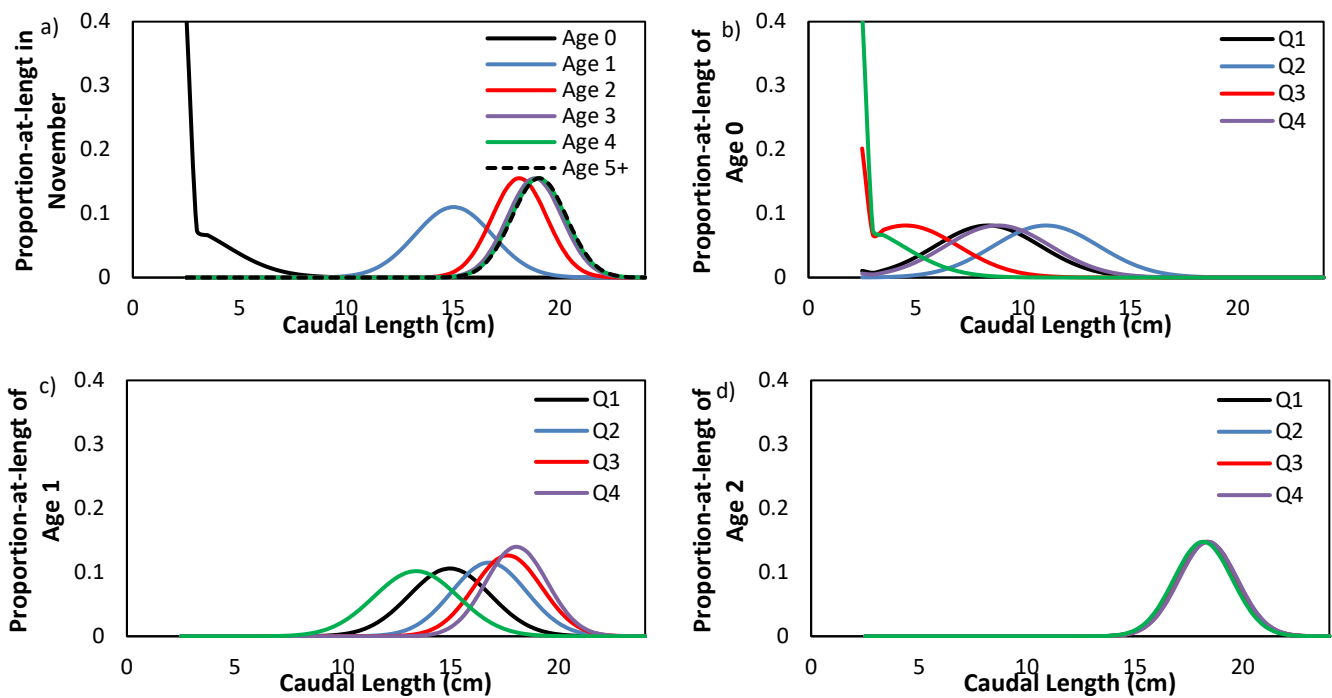 a)
Proportion-at-lengt in
November
0.4
0.3
0.2
0.1
0
Age 0
Age 1
Age 2
Age 3
Age 4
Age 5+
0 5 10 15 20
Caudal Length (cm)
b)
Proportion-at-lengt of
Age 0
0.4
0.3
0.2
0.1
0
Q1
Q2
Q3
Q4
0 5 10 15 20
Caudal Length (cm)
c)
Proportion-at-lengt of
Age 1
0.4
0.3
0.2
0.1
0
Q1
Q2
Q3
Q4
0 5 10 15 20
Caudal Length (cm)
d)
Proportion-at-lengt of
Age 2
0.4
0.3
0.2
0.1
0
Q1
Q2
Q3
Q4
0 5 10 15 20
Caudal Length (cm)